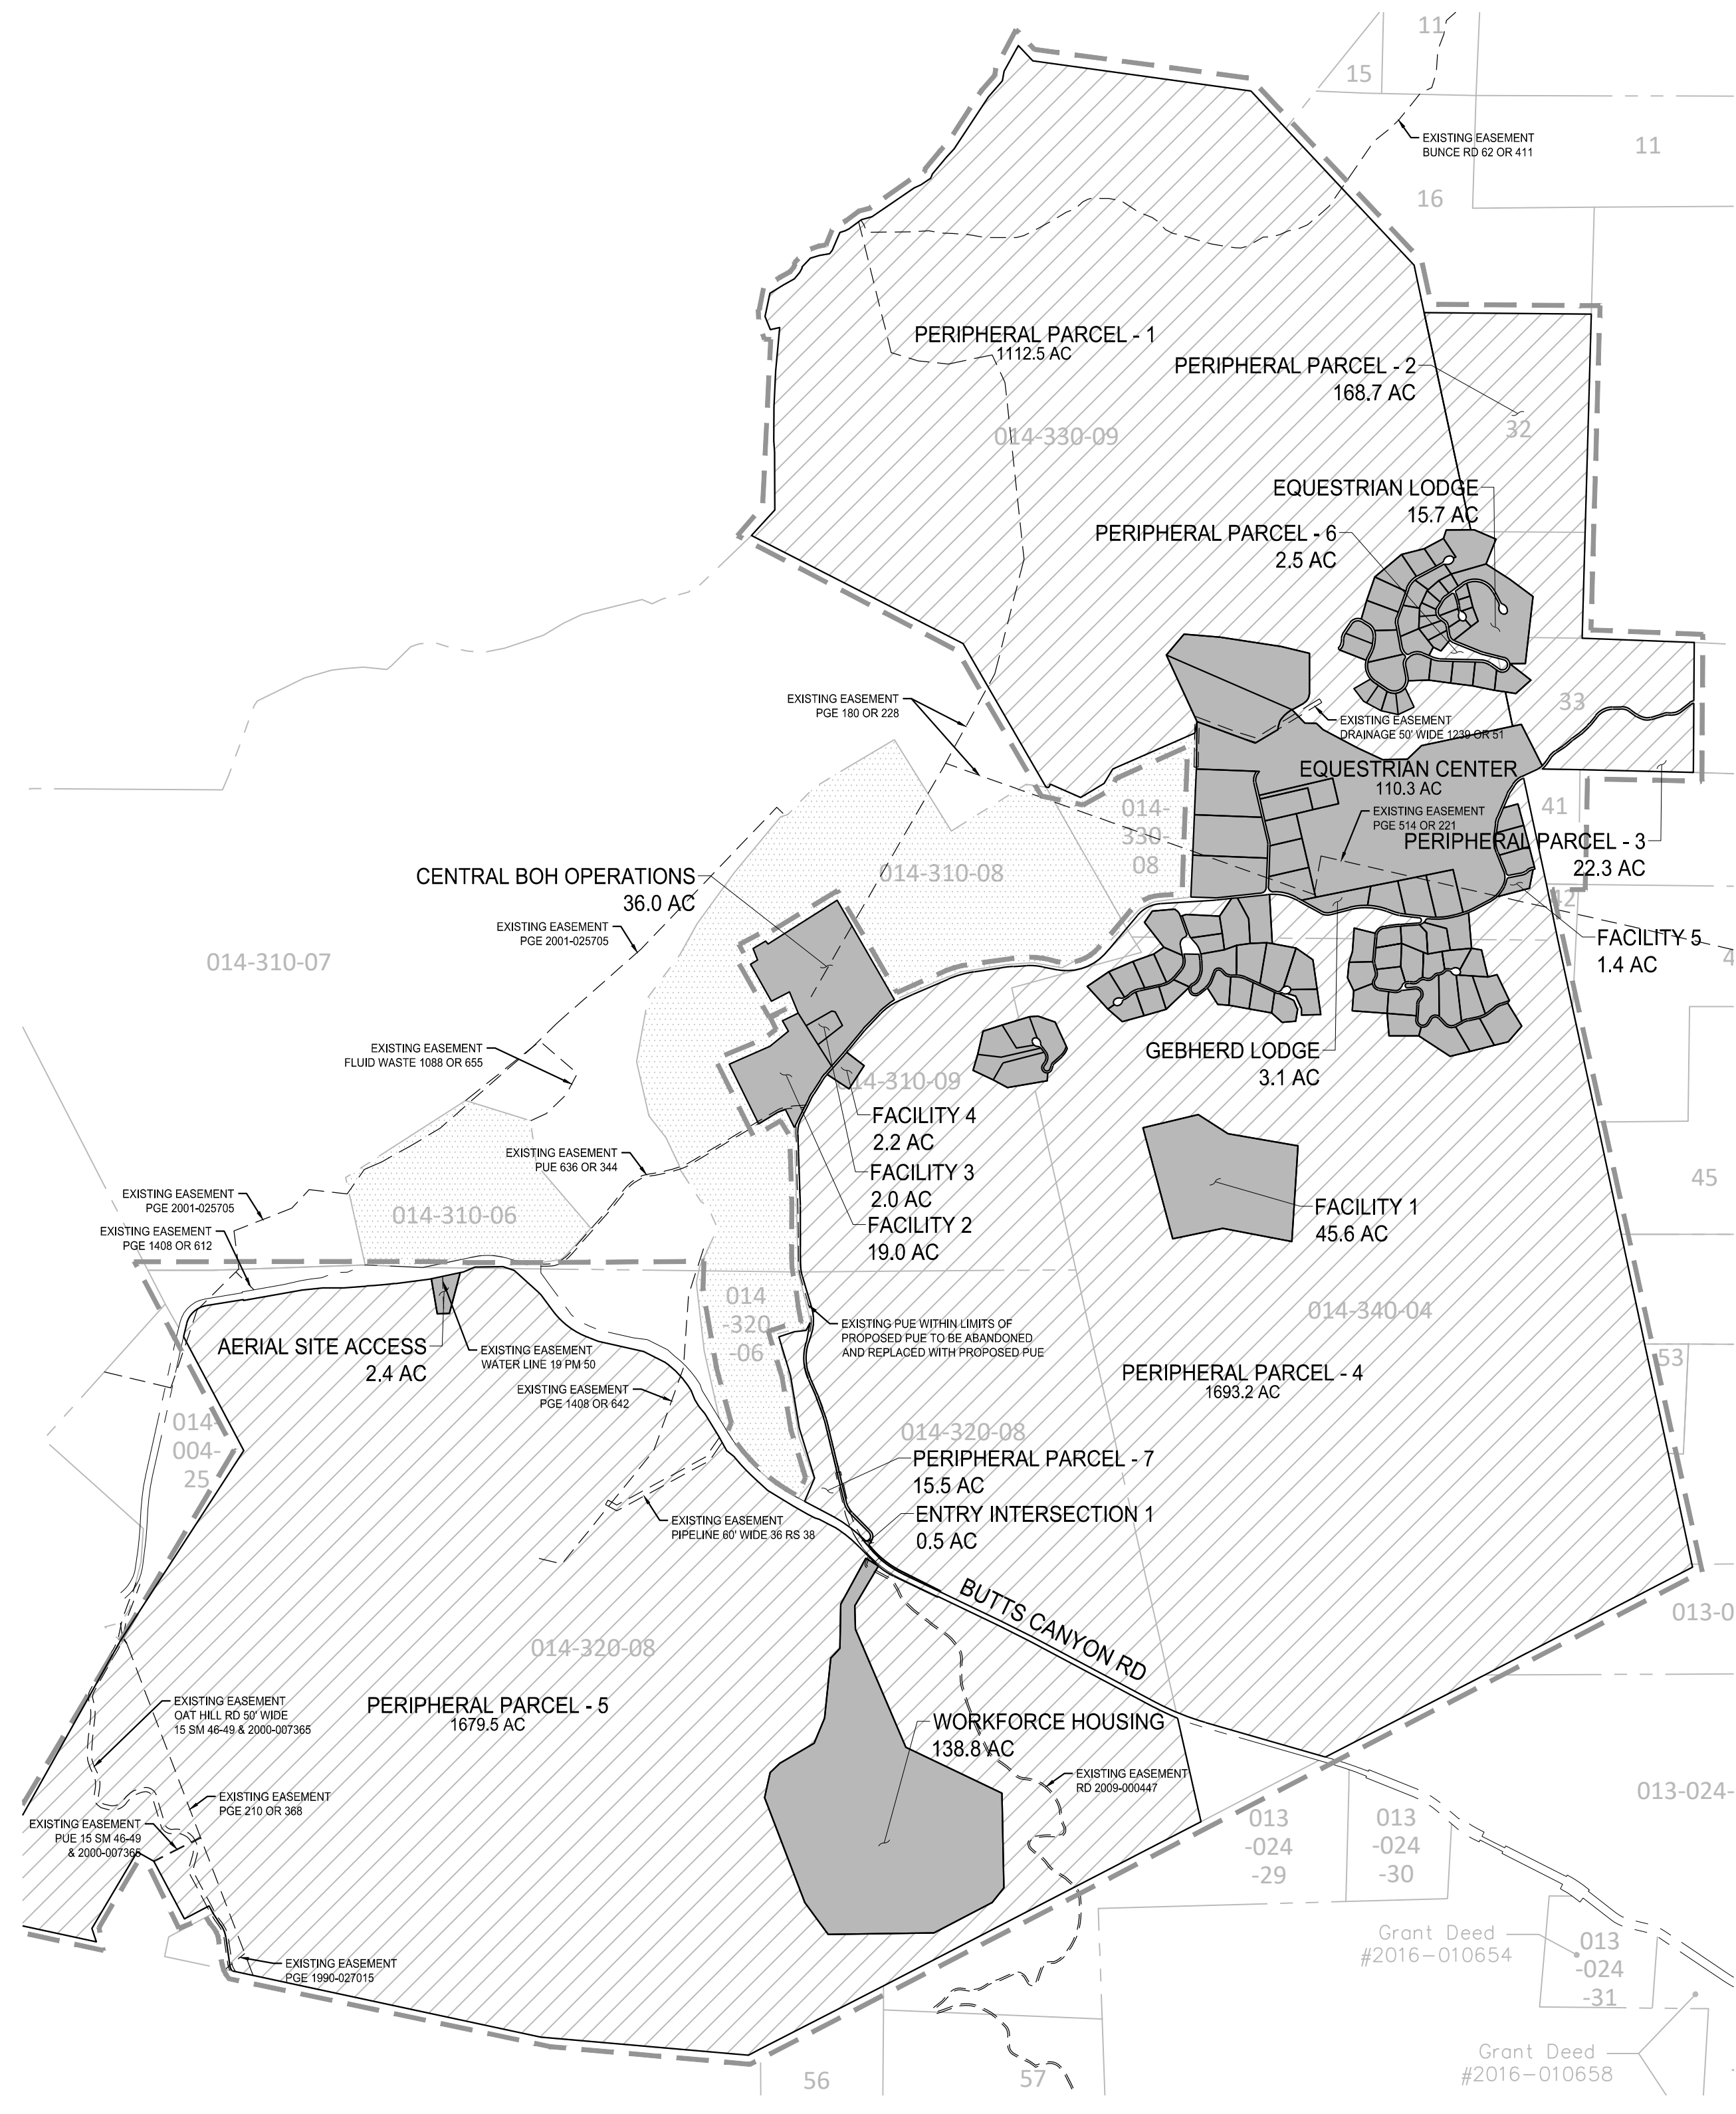 11
15
EXISTING EASEMENT
BUNCE RD 62 OR 411
11
16
PERIPHERAL PARCEL - 1
1112.5 AC
PERIPHERAL PARCEL - 2
168.7 AC
32
014-330-09
EQUESTRIAN LODGE
15.7 AC
PERIPHERAL PARCEL - 6
2.5 AC
EXISTING EASEMENT
PGE 180 OR 228
33
EXISTING EASEMENT
DRAINAGE 50' WIDE 1239 OR 51
EQUESTRIAN CENTER
110.3 AC
014-
330-
08
EXISTING EASEMENT
PGE 514 OR 221
41
PERIPHERAL PARCEL - 3
22.3 AC
CENTRAL BOH OPERATIONS
36.0 AC
014-310-08
42
EXISTING EASEMENT
PGE 2001-025705
FACILITY 5
1.4 AC
4
014-310-07
EXISTING EASEMENT
FLUID WASTE 1088 OR 655
GEBHERD LODGE
3.1 AC
014-310-09
FACILITY 4
2.2 AC
EXISTING EASEMENT
PUE 636 OR 344
FACILITY 3
2.0 AC
45
EXISTING EASEMENT
PGE 2001-025705
014-310-06
FACILITY 1
45.6 AC
FACILITY 2
19.0 AC
EXISTING EASEMENT
PGE 1408 OR 612
014
-320
-06
014-340-04
EXISTING PUE WITHIN LIMITS OF
PROPOSED PUE TO BE ABANDONED
AND REPLACED WITH PROPOSED PUE
AERIAL SITE ACCESS
2.4 AC
EXISTING EASEMENT
WATER LINE 19 PM 50
53
PERIPHERAL PARCEL - 4
1693.2 AC
EXISTING EASEMENT
PGE 1408 OR 642
014-
004-
25
014-320-08
PERIPHERAL PARCEL - 7
15.5 AC
ENTRY INTERSECTION 1
0.5 AC
EXISTING EASEMENT
PIPELINE 60' WIDE 36 RS 38
BUTTS CANYON RD
013-0
014-320-08
EXISTING EASEMENT
OAT HILL RD 50' WIDE
15 SM 46-49 & 2000-007365
PERIPHERAL PARCEL - 5
1679.5 AC
WORKFORCE HOUSING
138.8 AC
EXISTING EASEMENT
RD 2009-000447
EXISTING EASEMENT
PGE 210 OR 368
013-024-
EXISTING EASEMENT
PUE 15 SM 46-49
& 2000-007365
013
-024
-29
013
-024
-30
Grant Deed
#2016-010654
013
-024
-31
EXISTING EASEMENT
PGE 1990-027015
Grant Deed
#2016-010658
56
57